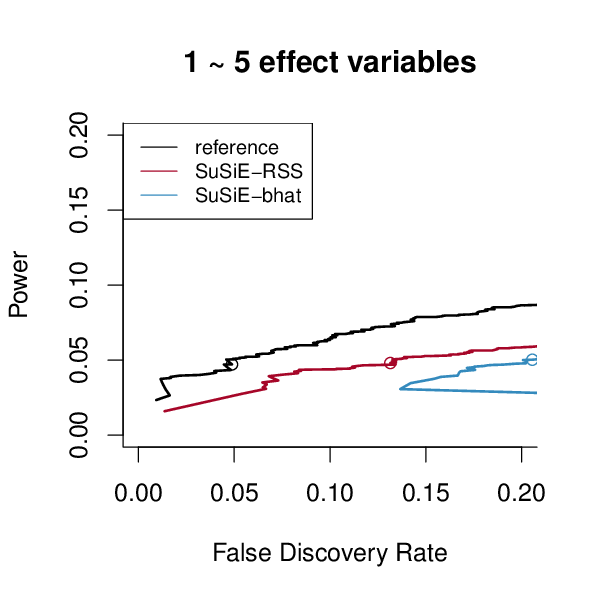 1 ~ 5 effect variables
reference
SuSiE−RSS
SuSiE−bhat
Power
0.20
0.15
0.10
0.05
0.00
0.00 0.05 0.10 0.15 0.20
False Discovery Rate